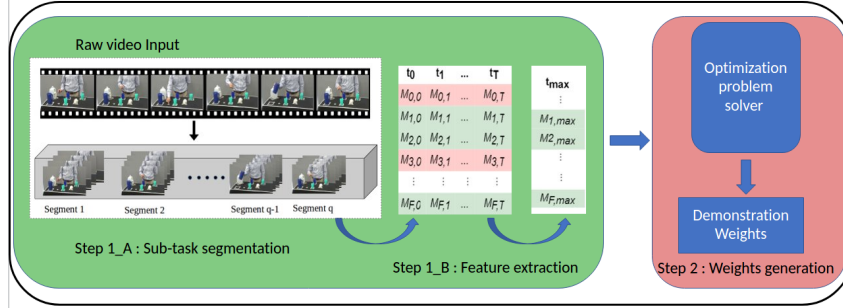 Raw video Input
t0 t1 ... tT
M0,0 M0,1 ... M0,T
M1,0 M1,1 ... M1,T
M2,0 M2,1 ... M2,T
M3,0 M3,1 ... M3,T
⋮ ⋮ ⋮ ⋮
MF,0 MF,1 ... MF,T
tmax
⋮
M1,max
M2,max
⋮
⋮
MF,max
Segment 1
Segment 2
Segment q-1
Segment q
Step 1_A : Sub-task segmentation
Step 1_B : Feature extraction
Optimization
problem
solver
Demonstration
Weights
Step 2 : Weights generation